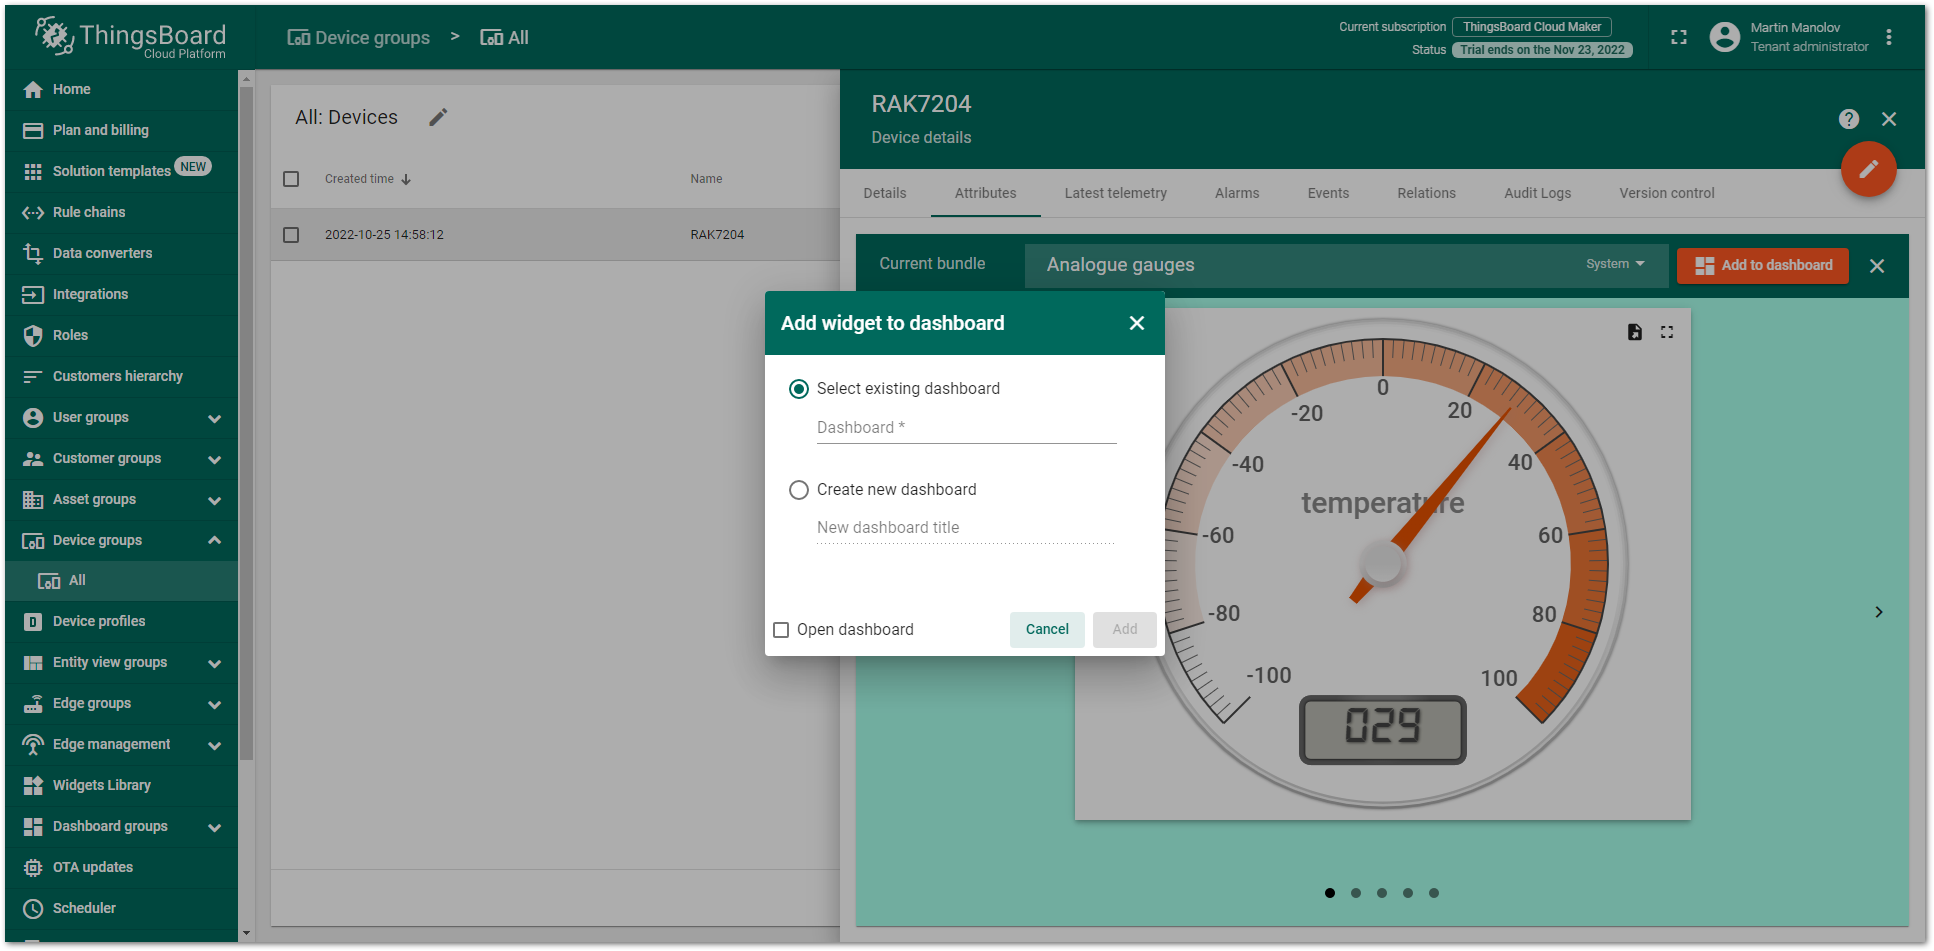 ThingsBoard
Cloud Platform
Device groups > All
Current subscription ThingsBoard Cloud Maker
Status Trial ends on the Nov 23, 2022
Martin Manolov
Tenant administrator
Home
Plan and billing
Solution templates NEW
Rule chains
Data converters
Integrations
Roles
Customers hierarchy
User groups
Customer groups
Asset groups
Device groups
All
Device profiles
Entity view groups
Edge groups
Edge management
Widgets Library
Dashboard groups
OTA updates
Scheduler
All: Devices
Created time Name
2022-10-25 14:58:12 RAK7204
RAK7204
Device details
Details Attributes Latest telemetry Alarms Events Relations Audit Logs Version control
Current bundle Analogue gauges System Add to dashboard
Add widget to dashboard
Select existing dashboard
Dashboard *
Create new dashboard
New dashboard title
Open dashboard Cancel Add
-100
-80
-60
-40
-20
0
20
40
60
80
100
temperature
029